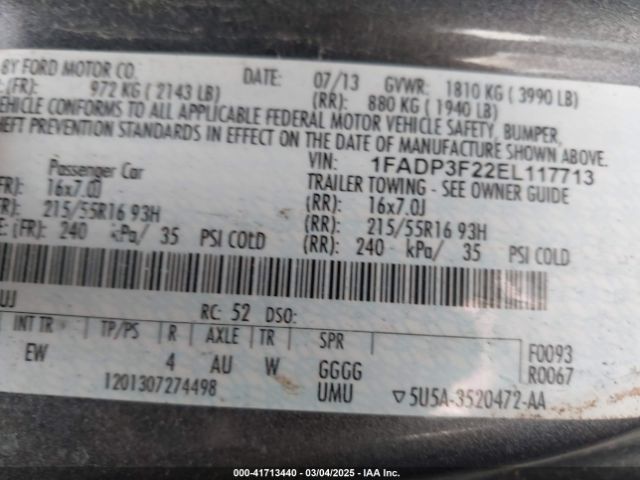 BY FORD MOTOR CO. DATE: 07/13 GVWR: 1810 KG ( 3990 LB)
(FR): 972 KG ( 2143 LB) (RR): 880 KG ( 1940 LB)
VEHICLE CONFORMS TO ALL APPLICABLE FEDERAL MOTOR VEHICLE SAFETY, BUMPER,
THEFT PREVENTION STANDARDS IN EFFECT ON THE DATE OF MANUFACTURE SHOWN ABOVE.
VIN: 1FADP3F22EL117713
Passenger Car TRAILER TOWING - SEE OWNER GUIDE
FR): 16x7.0J (RR): 16x7.0J
FR): 215/55R16 93H (RR): 215/55R16 93H
E: (FR): 240 kPa/ 35 PSI COLD (RR): 240 kPa/ 35 PSI COLD
UJ RC: 52 DSO:
INT TR TP/PS R AXLE TR SPR F0093
EW 4 AU W GGGG R0067
1201307274498 UMU 5U5A-3520472-AA
000-41713440 - 03/04/2025 - IAA Inc.